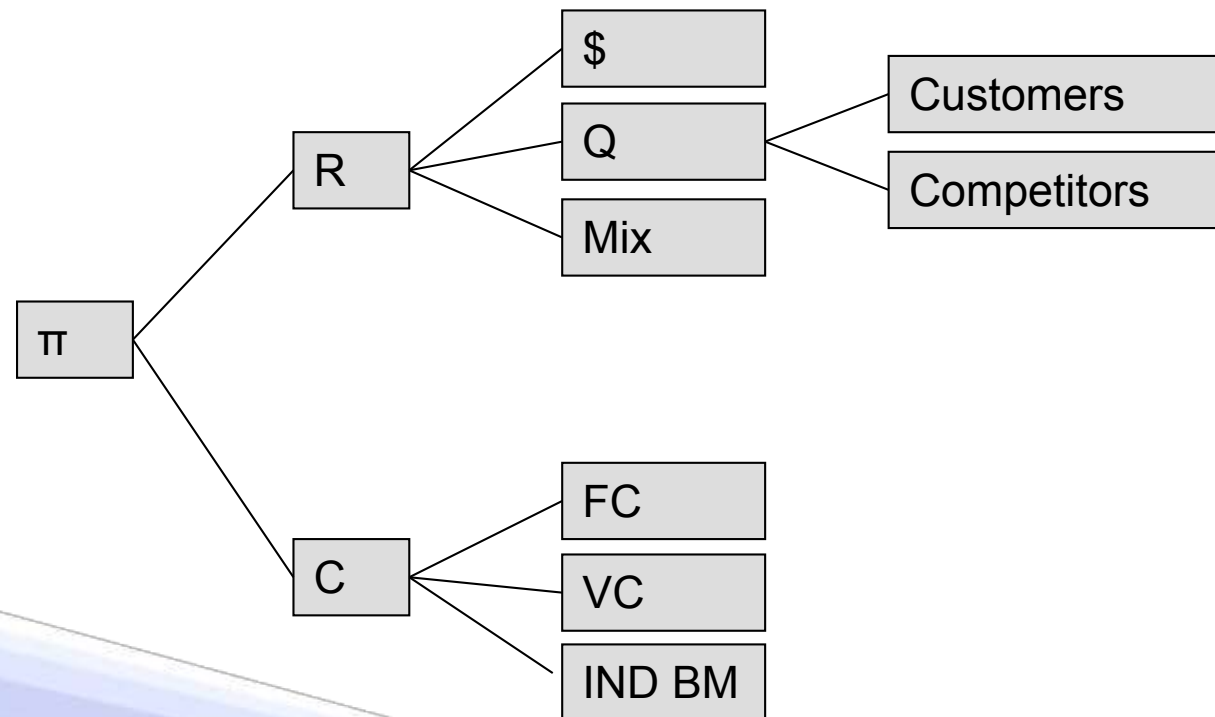 $
Customers
Q
R
Competitors
Mix
π
FC
C
VC
IND BM